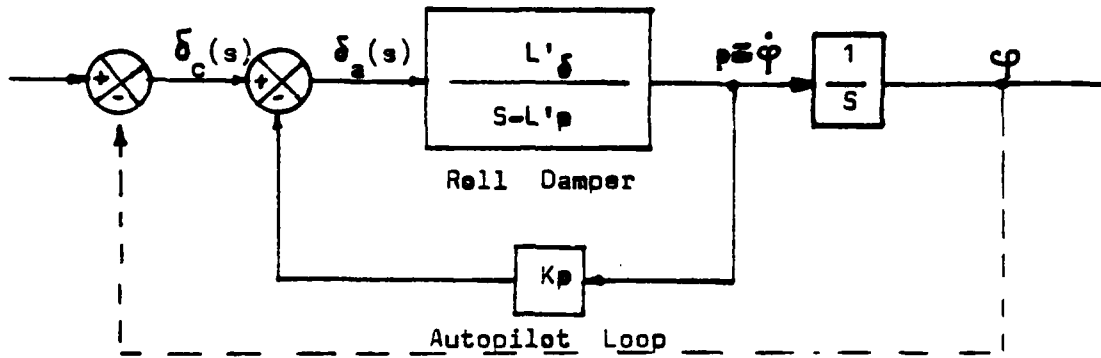 + - δc(s) + - δa(s) L'δ / S-L'p p≡φ̇ 1 / S φ
Roll Damper
Kp
Autopilot Loop